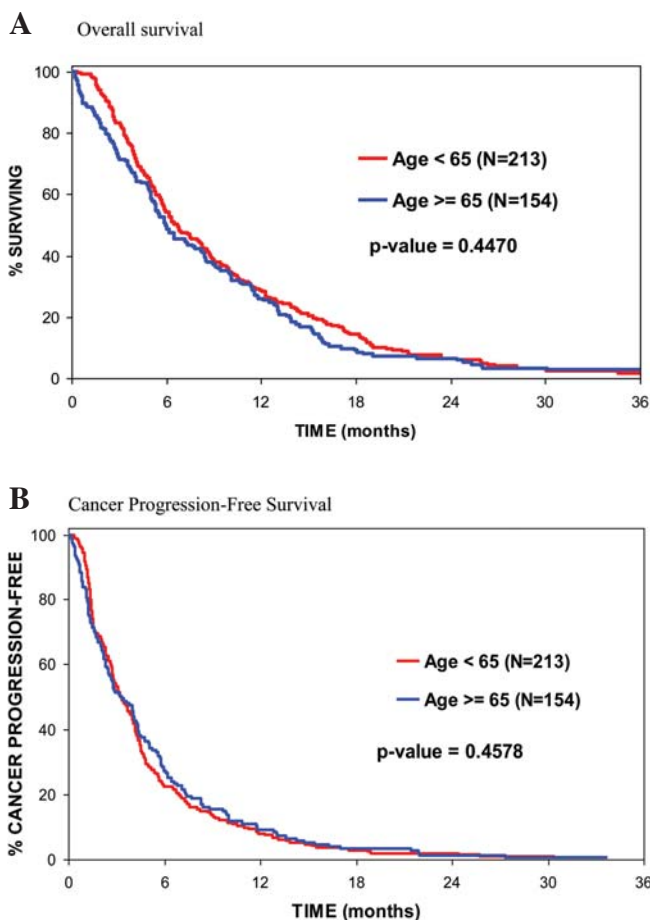 A Overall survival
100
80
60
40
20
0
% SURVIVING
Age < 65 (N=213)
Age >= 65 (N=154)
p-value = 0.4470
0 6 12 18 24 30 36
TIME (months)
B Cancer Progression-Free Survival
100
80
60
40
20
0
% CANCER PROGRESSION-FREE
Age < 65 (N=213)
Age >= 65 (N=154)
p-value = 0.4578
0 6 12 18 24 30 36
TIME (months)